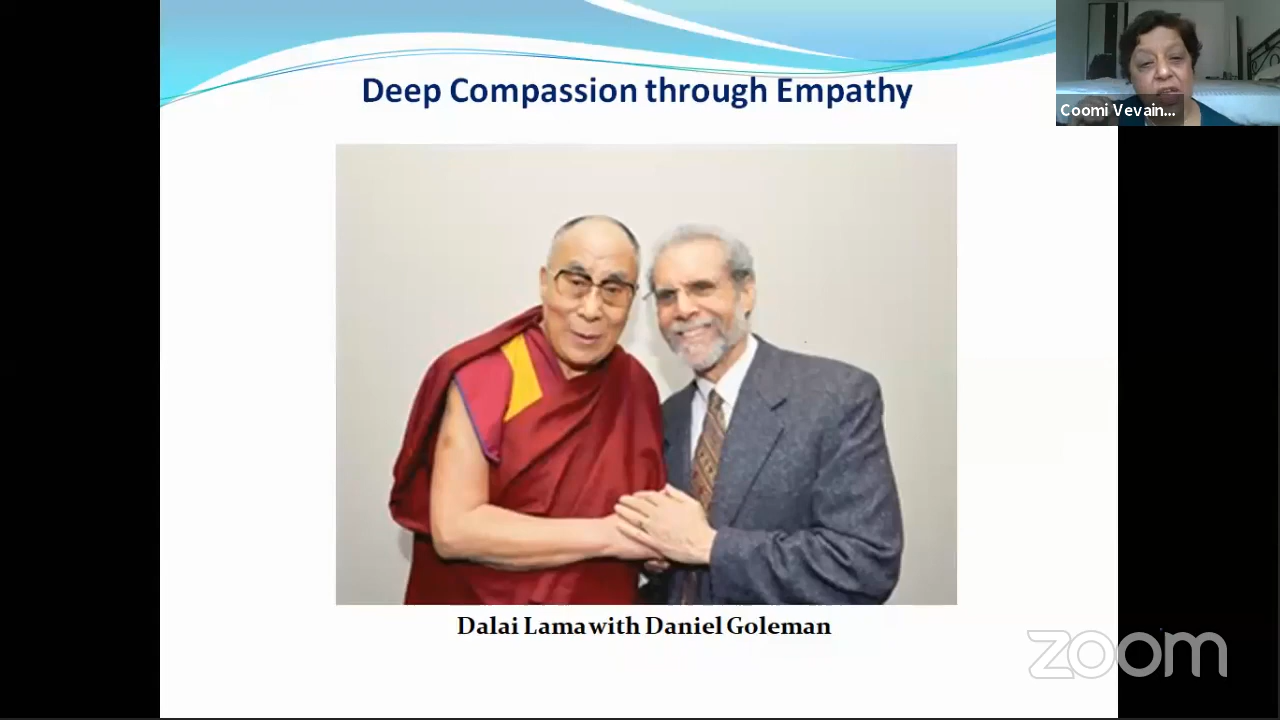 Deep Compassion through Empathy
Coomi Vevain...
Dalai Lama with Daniel Goleman
zoom